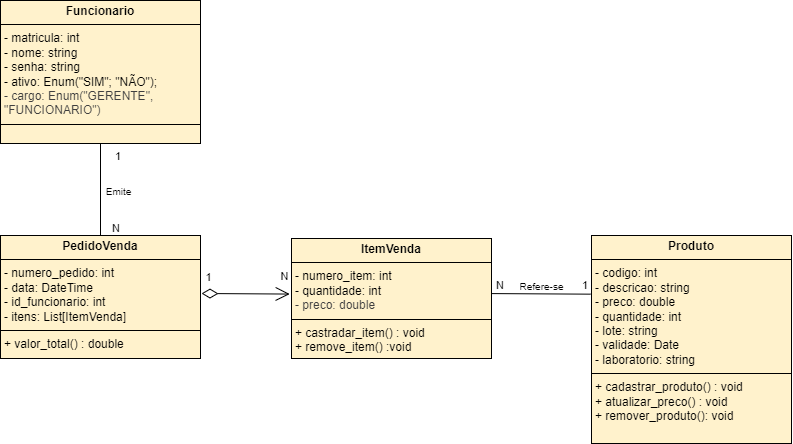 Funcionario
- matricula: int
- nome: string
- senha: string
- ativo: Enum("SIM"; "NÃO");
- cargo: Enum("GERENTE",
"FUNCIONARIO")
1
Emite
N
PedidoVenda
- numero_pedido: int
- data: DateTime
- id_funcionario: int
- itens: List[ItemVenda]
+ valor_total() : double
1
N
ItemVenda
- numero_item: int
- quantidade: int
- preco: double
+ castradar_item() : void
+ remove_item() :void
N
Refere-se
1
Produto
- codigo: int
- descricao: string
- preco: double
- quantidade: int
- lote: string
- validade: Date
- laboratorio: string
+ cadastrar_produto() : void
+ atualizar_preco() : void
+ remover_produto(): void